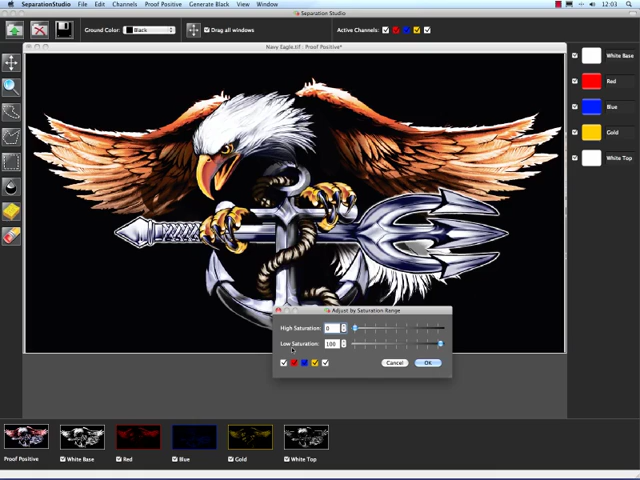 SeparationStudio File Edit Channels Proof Positive Generate Black View Window 12:03
Separation Studio
Ground Color: Black Drag all windows Active Channels:
Navy Eagle.tif : Proof Positive*
White Base
Red
Blue
Gold
White Top
Adjust by Saturation Range
High Saturation: 0
Low Saturation: 100
Cancel OK
Proof Positive White Base Red Blue Gold White Top